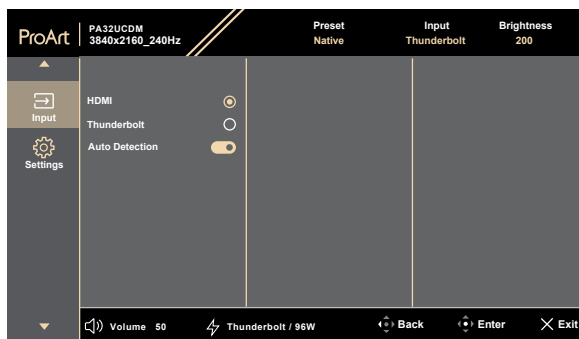 ProArt
PA32UCDM
3840x2160_240Hz
Preset
Native
Input
Thunderbolt
Brightness
200
Input
Settings
HDMI
Thunderbolt
Auto Detection
Volume 50
Thunderbolt / 96W
Back
Enter
Exit